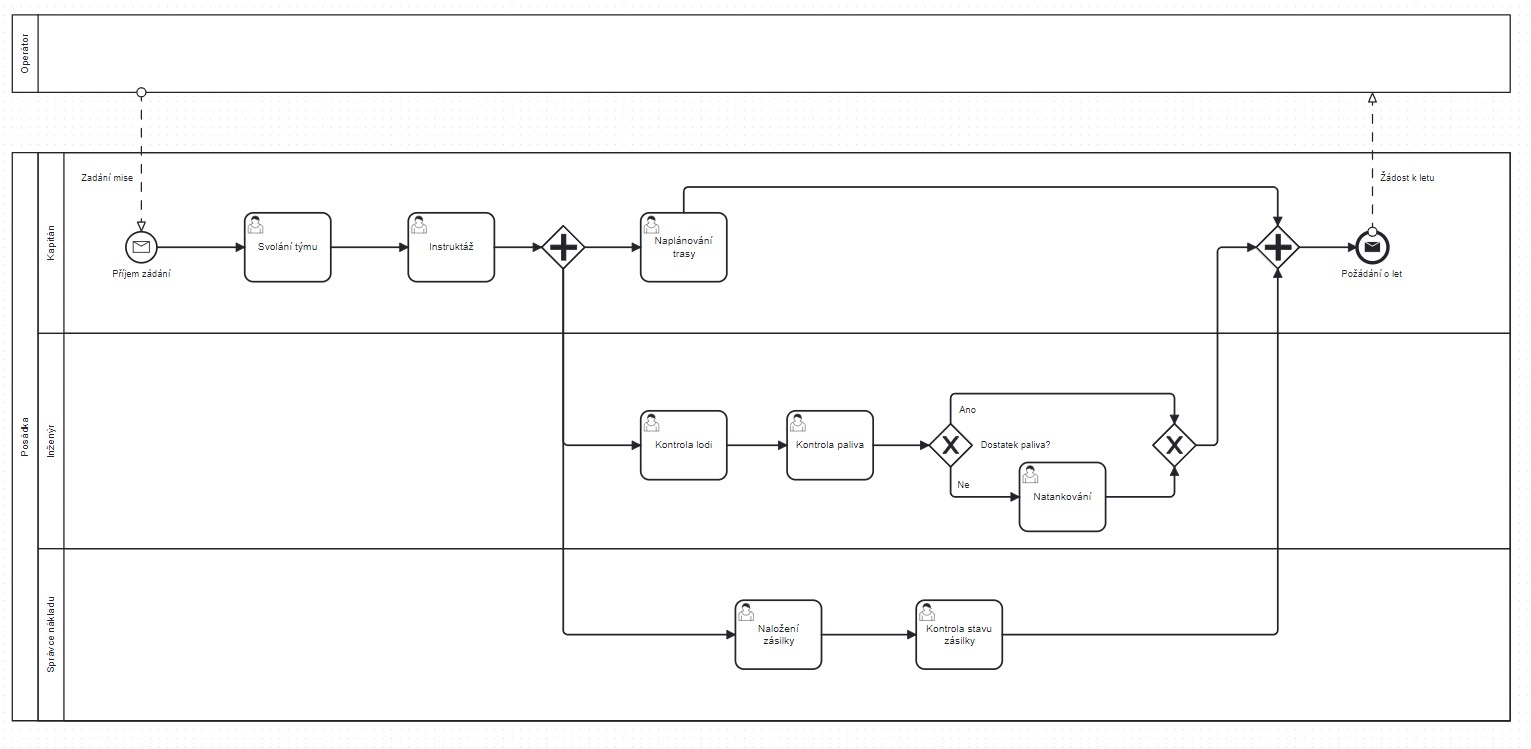 Operátor
Posádka
Kapitán
Zadání mise
Příjem zádání
Svolání týmu
Instruktáž
Naplánování
trasy
Žádost k letu
Požádání o let
Inženýr
Kontrola lodi
Kontrola paliva
Ano
Dostatek paliva?
Ne
Natankování
Správce nákladu
Naložení
zásilky
Kontrola stavu
zásilky